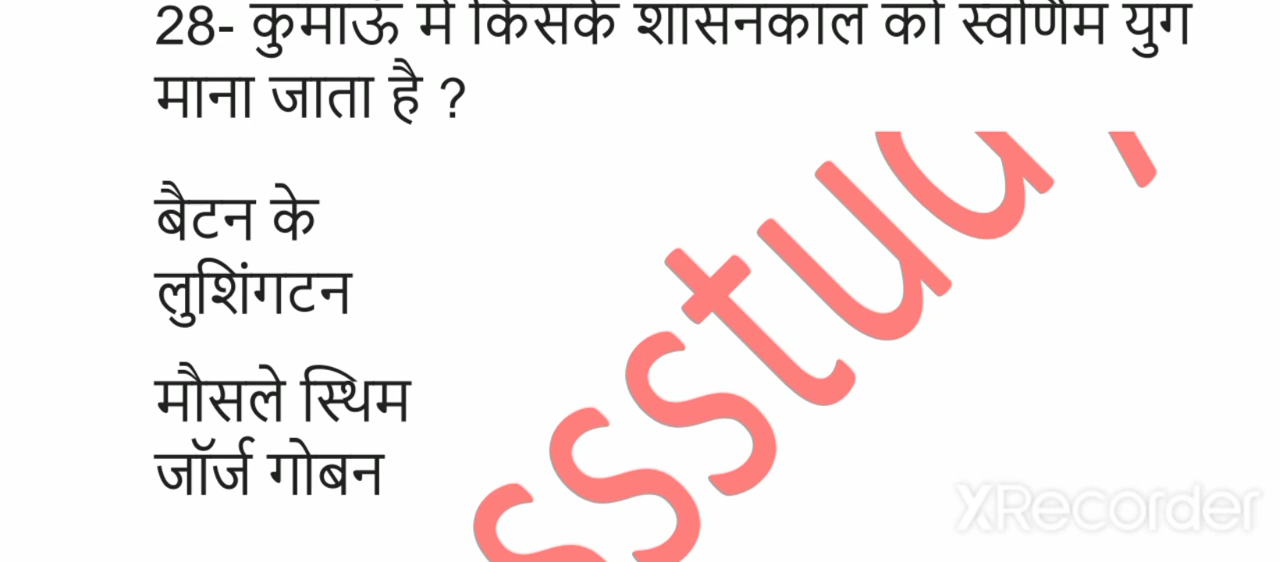 28- कुमाऊं में किसके शासनकाल को स्वर्णिम युग
माना जाता है ?
बैटन के
लुशिंगटन
मौसले स्थिम
जॉर्ज गोबन
XRecorder